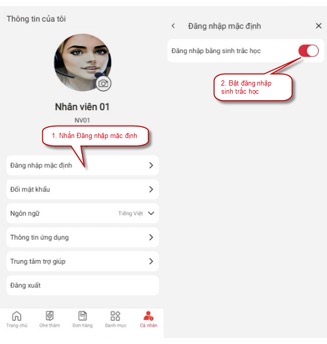 Thông tin của tôi
Nhân viên 01
NV01
1. Nhấn Đăng nhập mặc định
Đăng nhập mặc định
Đổi mật khẩu
Ngôn ngữ
Tiếng Việt
Thông tin ứng dụng
Trung tâm trợ giúp
Đăng xuất
Trang chủ
Ghé thăm
Đơn hàng
Danh mục
Cá nhân
Đăng nhập mặc định
Đăng nhập bằng sinh trắc học
2. Bật đăng nhập
sinh trắc học